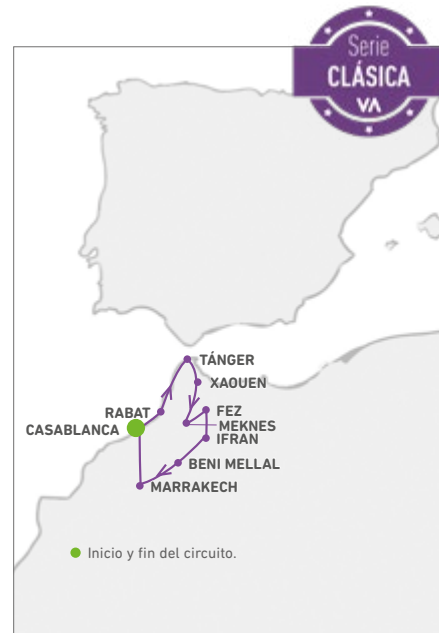 Serie
CLÁSICA
VA
TÁNGER
XAOUEN
RABAT
FEZ
CASABLANCA
MEKNES
IFRAN
BENI MELLAL
MARRAKECH
Inicio y fin del circuito.